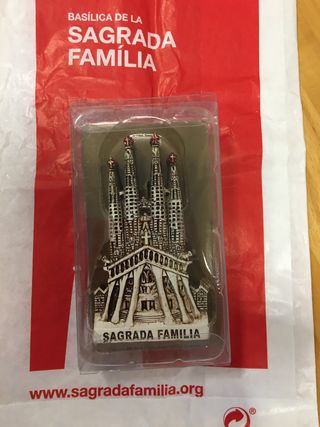 BASÍLICA DE LA
SAGRADA
FAMÍLIA
SAGRADA FAMILIA
www.sagradafamilia.org